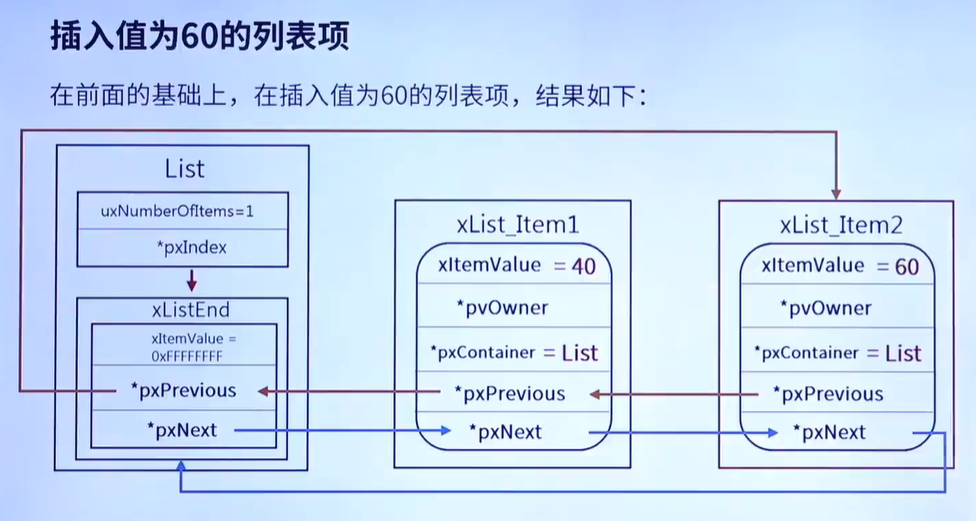 插入值为60的列表项
在前面的基础上，在插入值为60的列表项，结果如下：
List
uxNumberOfItems=1
*pxIndex
xListEnd
xItemValue =
0xFFFFFFFF
*pxPrevious
*pxNext
xList_Item1
xItemValue = 40
*pvOwner
*pxContainer = List
*pxPrevious
*pxNext
xList_Item2
xItemValue = 60
*pvOwner
*pxContainer = List
*pxPrevious
*pxNext